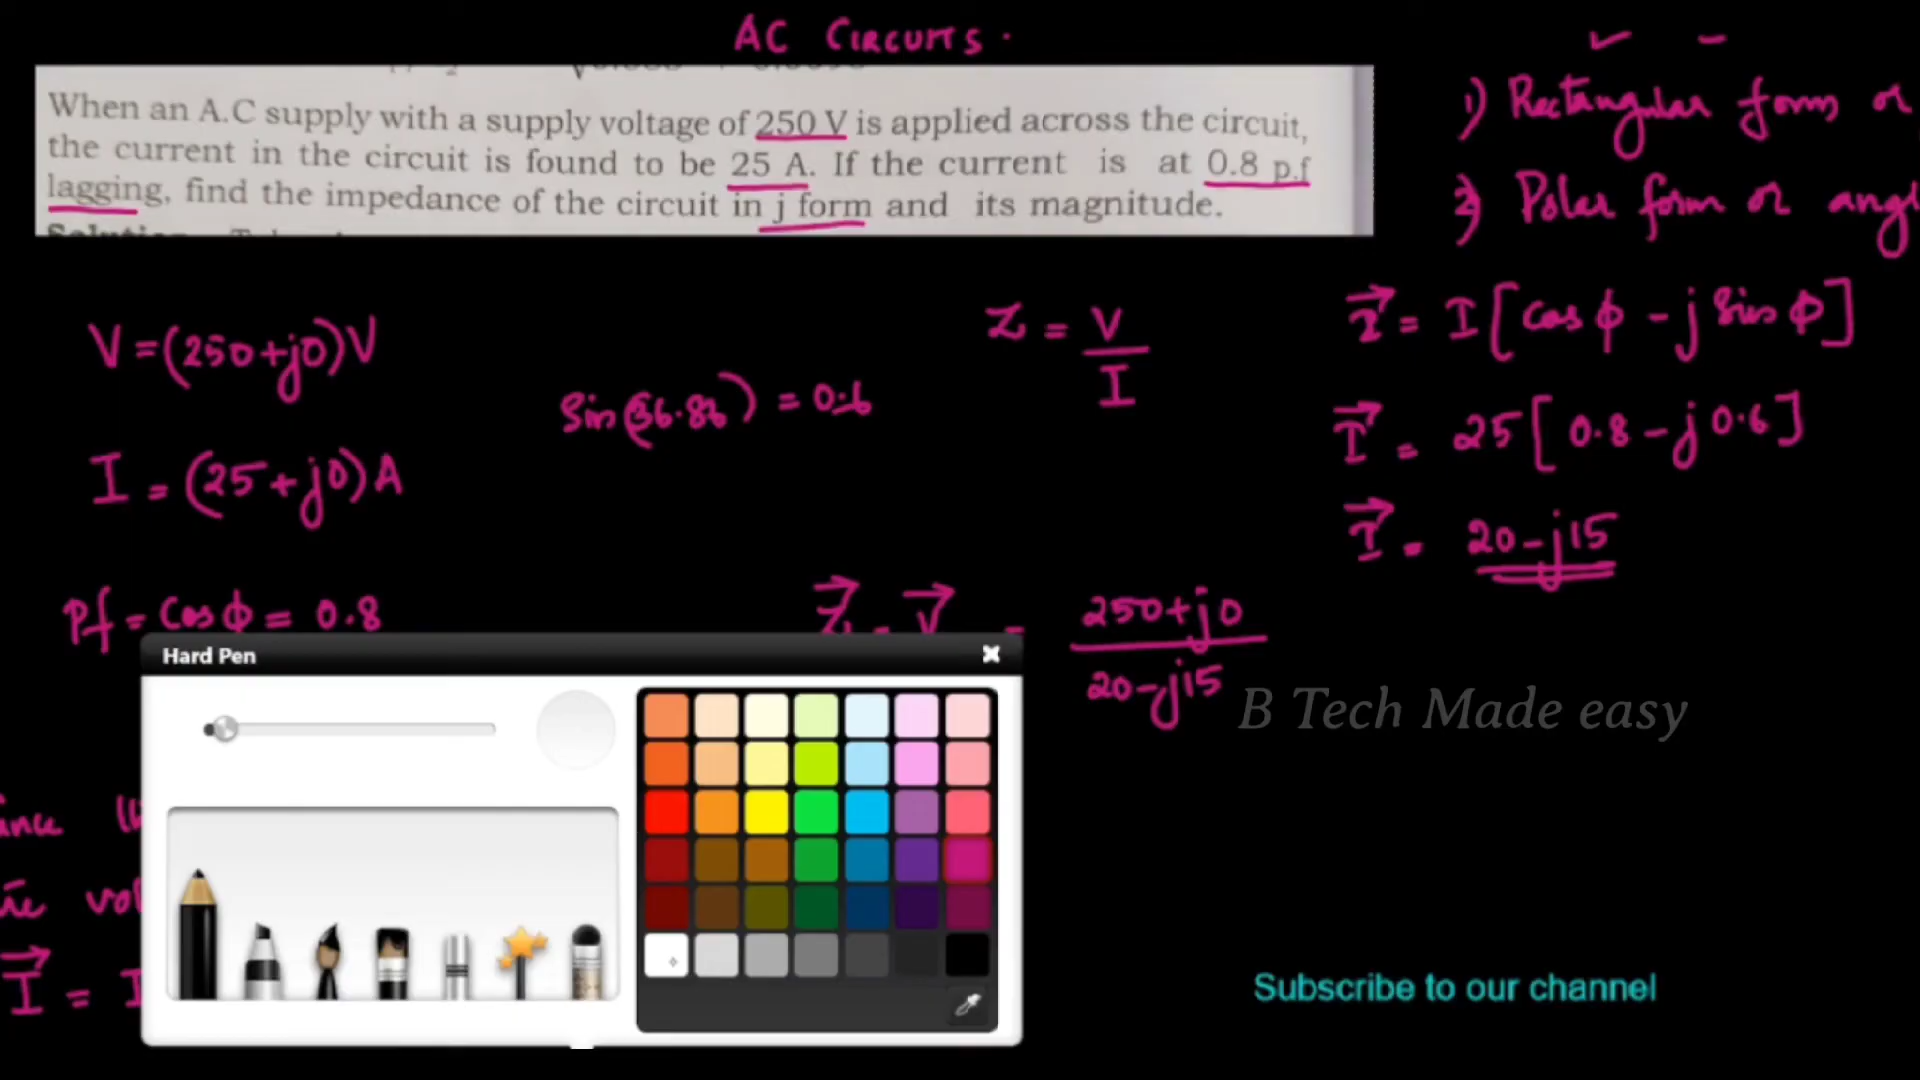 AC CIRCUITS.
When an A.C supply with a supply voltage of 250 V is applied across the circuit,
the current in the circuit is found to be 25 A. If the current is at 0.8 p.f
lagging, find the impedance of the circuit in j form and its magnitude.
1) Rectangular form or
2) Polar form or angl
V = (250+j0)V
I = (25+j0)A
Sin(36.86) = 0.6
Z = V/I
I = I[cos ϕ - j Sin ϕ]
I = 25[0.8 - j0.6]
I = 20-j15
Pf = Cos ϕ = 0.8
Z = V = 250+j0
20-j15
Hard Pen
B Tech Made easy
I = I
Subscribe to our channel